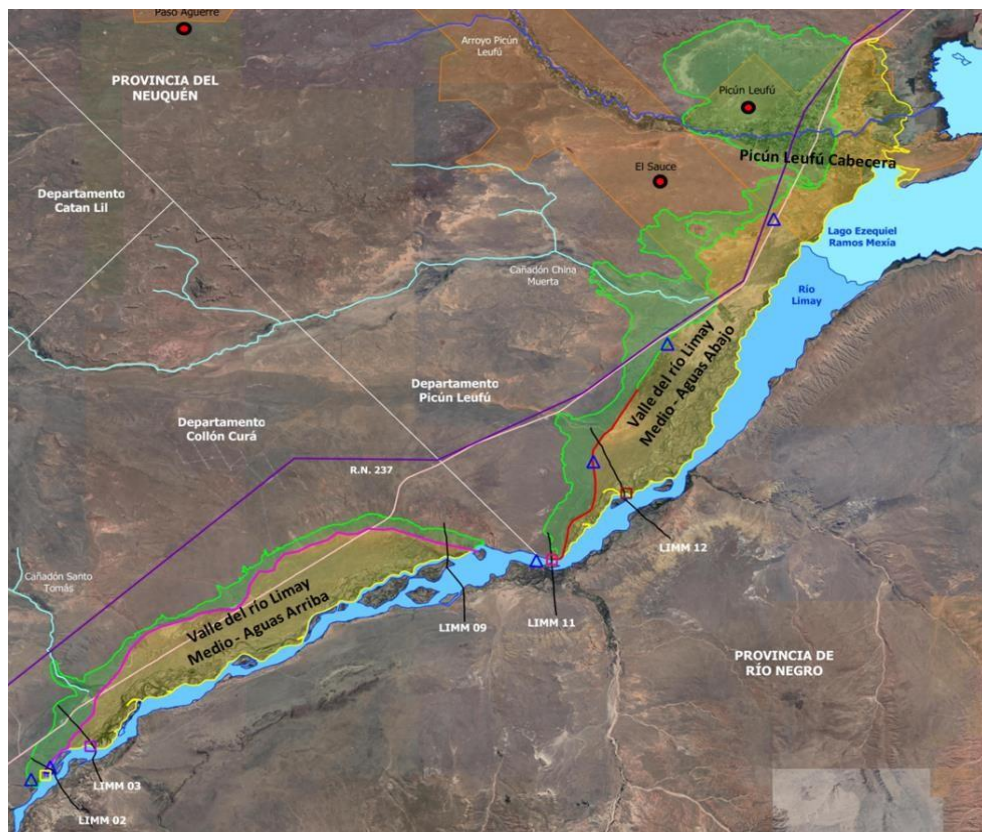 Paso Aguerre
PROVINCIA DEL
NEUQUÉN
Arroyo Picún
Leufú
Picún Leufú
Picún Leufú Cabecera
El Sauce
Departamento
Catan Lil
Lago Ezequiel
Ramos Mexía
Cañadón China
Muerta
Río
Limay
Valle del río Limay
Medio - Aguas Abajo
Departamento
Picún Leufú
Departamento
Collón Curá
R.N. 237
LIMM 12
Cañadón Santo
Tomás
Valle del río Limay
Medio - Aguas Arriba
LIMM 09
LIMM 11
PROVINCIA DE
RÍO NEGRO
LIMM 03
LIMM 02